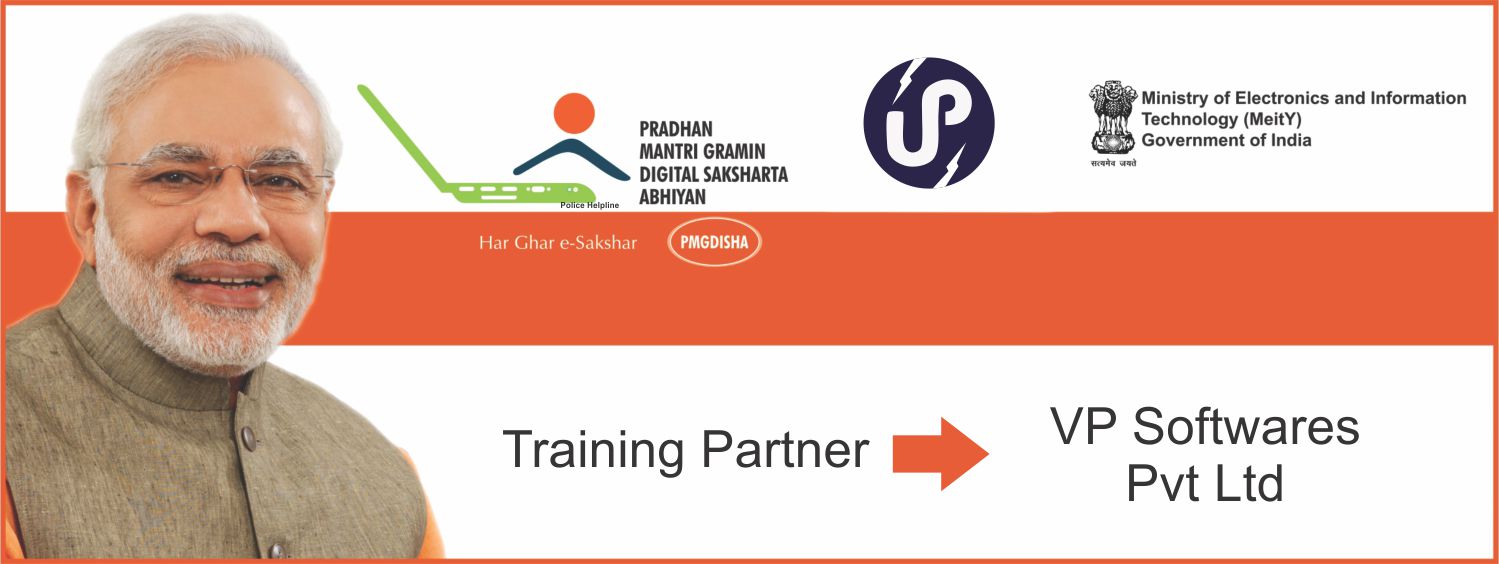 PRADHAN
MANTRI GRAMIN
DIGITAL SAKSHARTA
ABHIYAN
Police Helpline
Har Ghar e-Sakshar
PMGDISHA
UP
Ministry of Electronics and Information
Technology (MeitY)
Government of India
सत्यमेव जयते
Training Partner
VP Softwares
Pvt Ltd